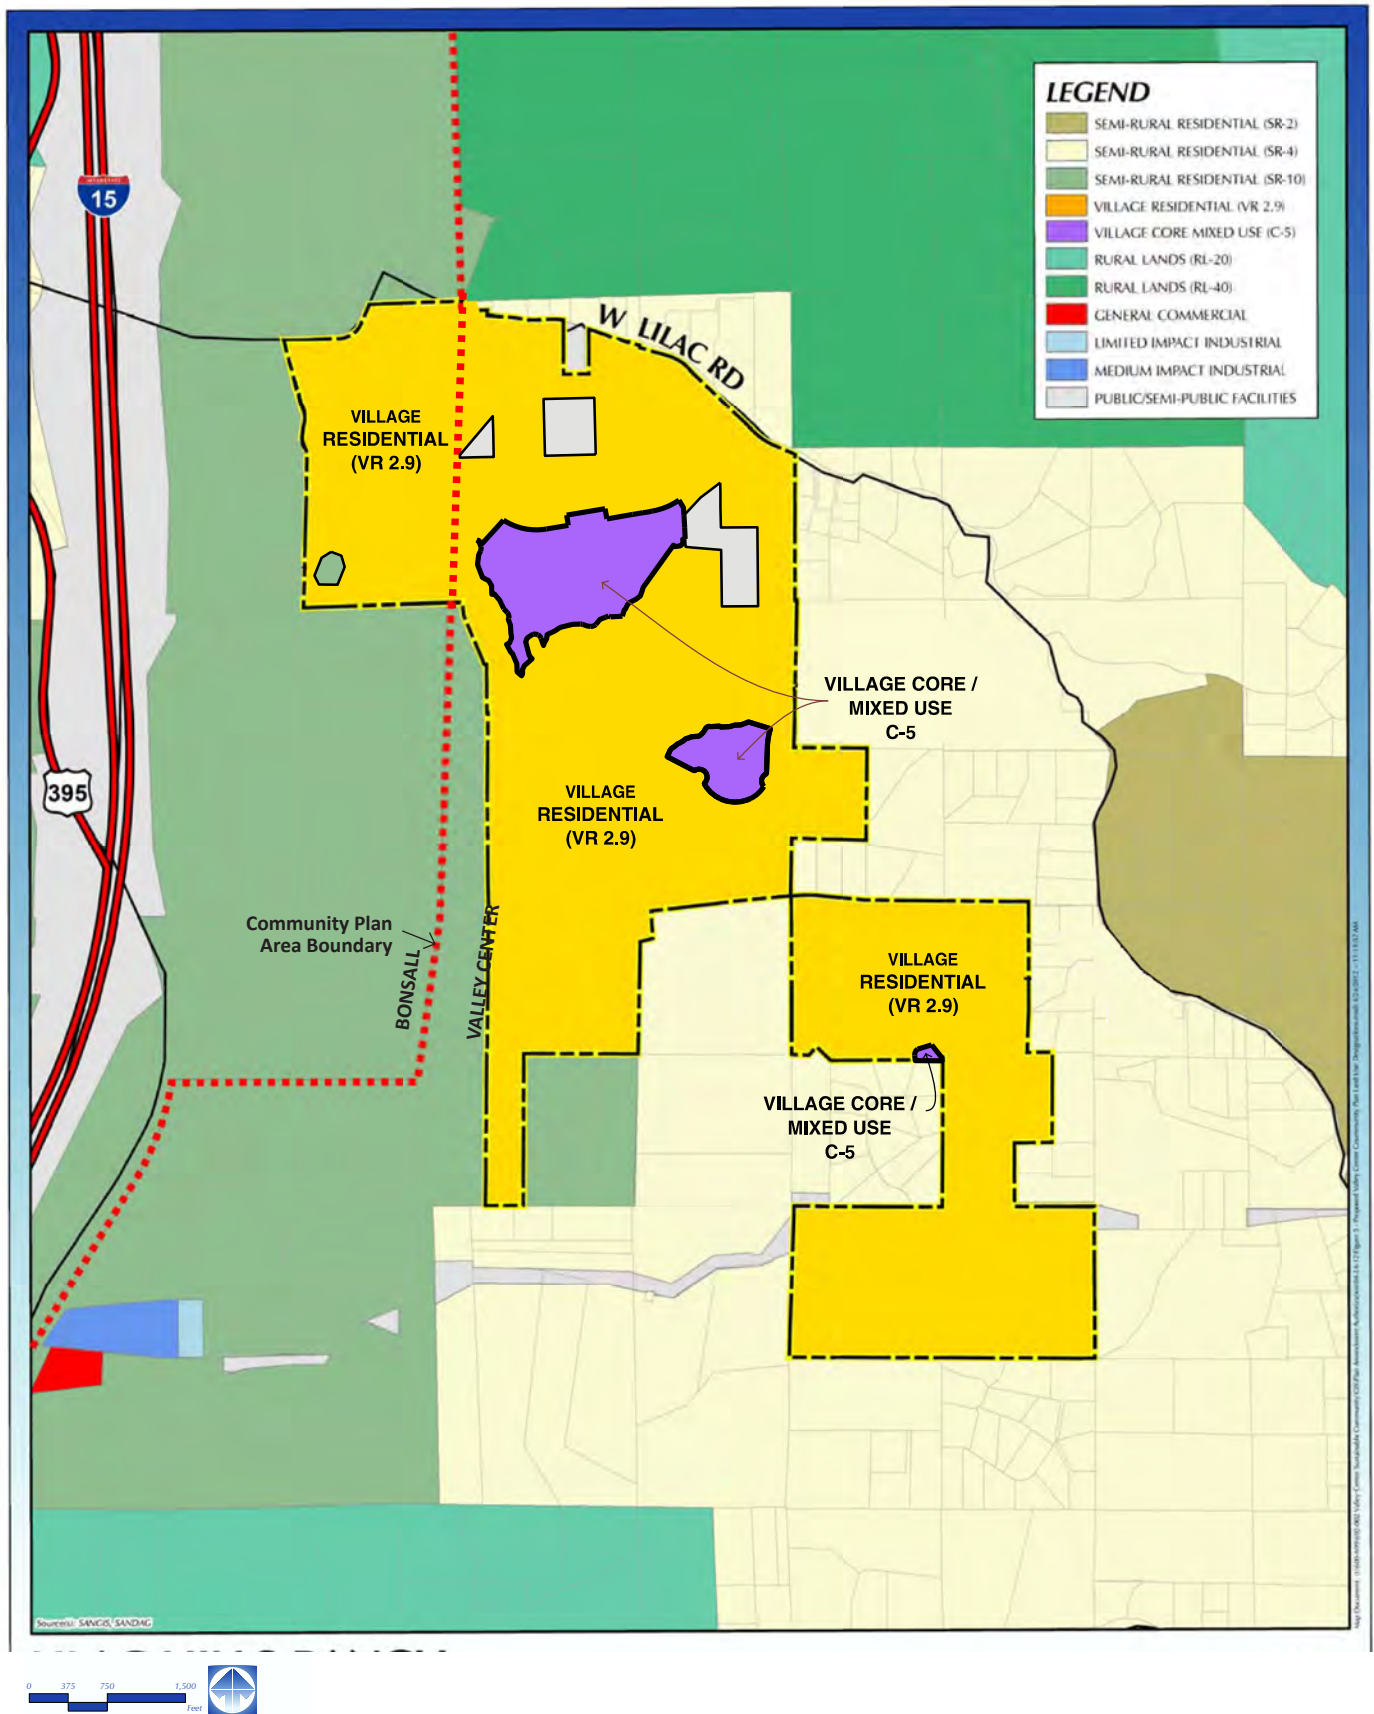 LEGEND
SEMI-RURAL RESIDENTIAL (SR-2)
SEMI-RURAL RESIDENTIAL (SR-4)
SEMI-RURAL RESIDENTIAL (SR-10)
VILLAGE RESIDENTIAL (VR 2.9)
VILLAGE CORE MIXED USE (C-5)
RURAL LANDS (RL-20)
RURAL LANDS (RL-40)
GENERAL COMMERCIAL
LIMITED IMPACT INDUSTRIAL
MEDIUM IMPACT INDUSTRIAL
PUBLIC/SEMI-PUBLIC FACILITIES
INTERSTATE
15
W LILAC RD
VILLAGE
RESIDENTIAL
(VR 2.9)
VILLAGE CORE /
MIXED USE
C-5
395
VILLAGE
RESIDENTIAL
(VR 2.9)
Community Plan
Area Boundary
BONSALL
VALLEY CENTER
VILLAGE
RESIDENTIAL
(VR 2.9)
VILLAGE CORE /
MIXED USE
C-5
Source(s): SANGIS, SANDAG
0 375 750 1,500
Feet